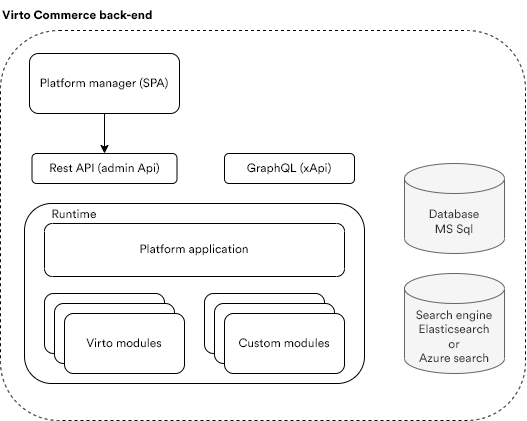 Virto Commerce back-end
Platform manager (SPA)
Rest API (admin Api)
GraphQL (xApi)
Runtime
Platform application
Virto modules
Custom modules
Database
MS Sql
Search engine
Elasticsearch
or
Azure search